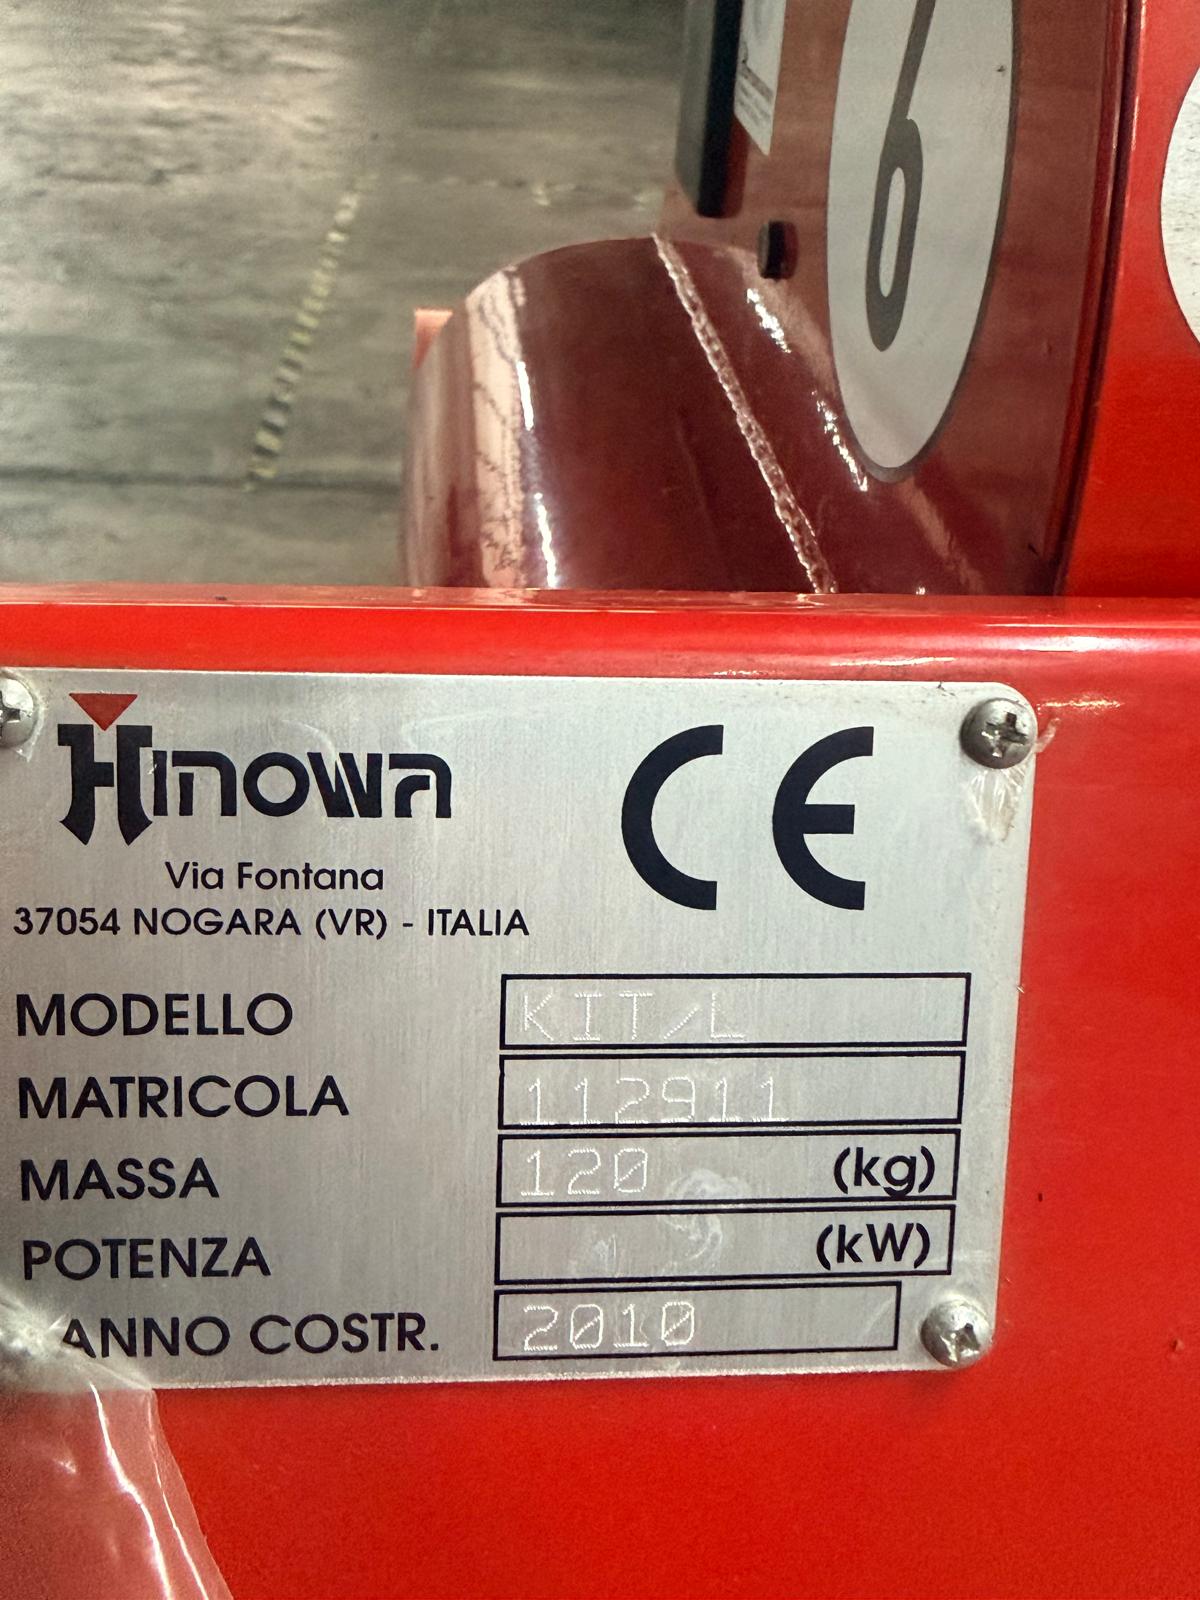 6
HINOWA
CE
Via Fontana
37054 NOGARA (VR) - ITALIA
MODELLO KIT/L
MATRICOLA 112911
MASSA 120 (kg)
POTENZA (kW)
ANNO COSTR. 2010